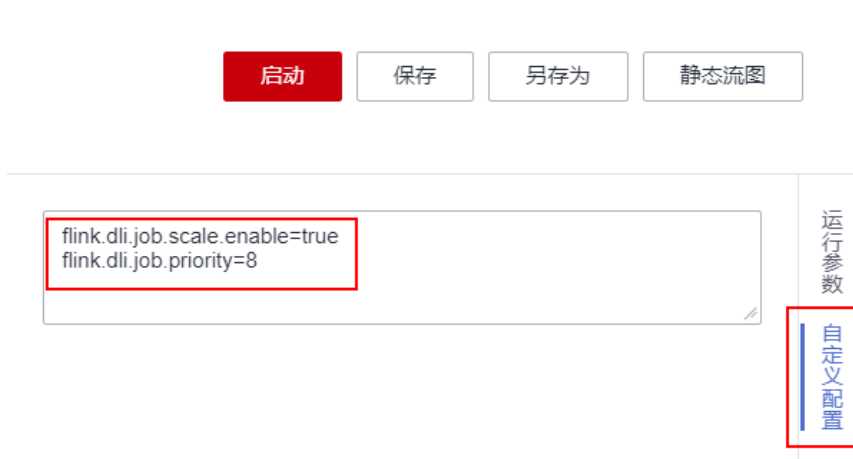 启动 保存 另存为 静态流图
flink.dli.job.scale.enable=true
flink.dli.job.priority=8
运行参数
自定义配置